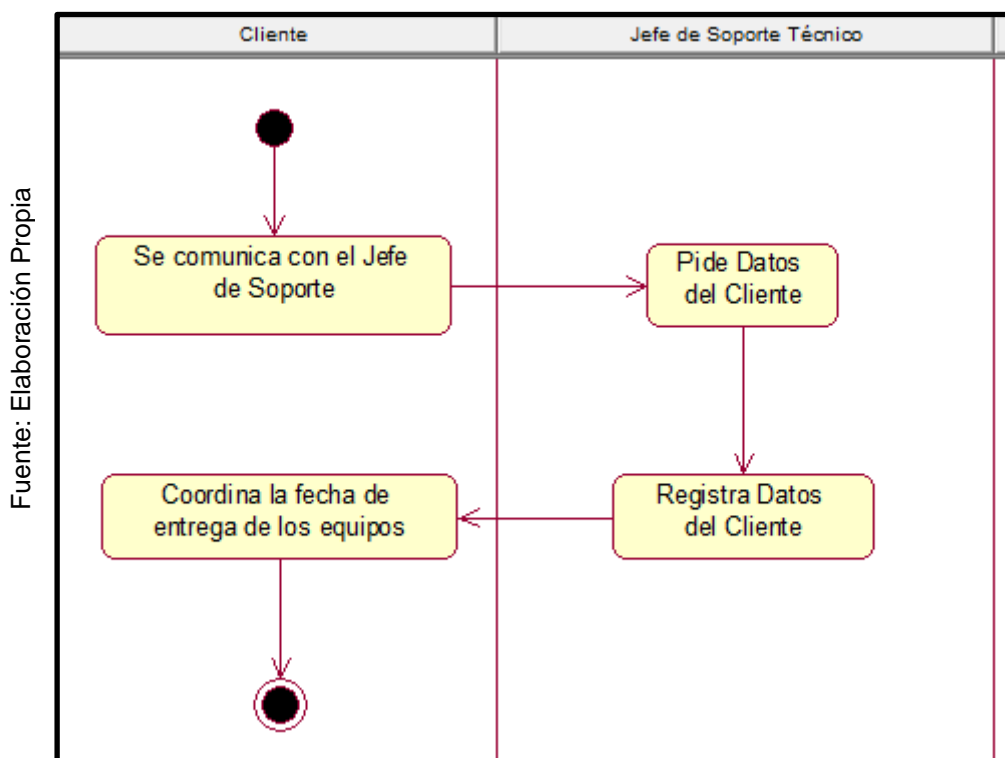 Cliente
Jefe de Soporte Técnico
Se comunica con el Jefe
de Soporte
Pide Datos
del Cliente
Registra Datos
del Cliente
Coordina la fecha de
entrega de los equipos
Fuente: Elaboración Propia